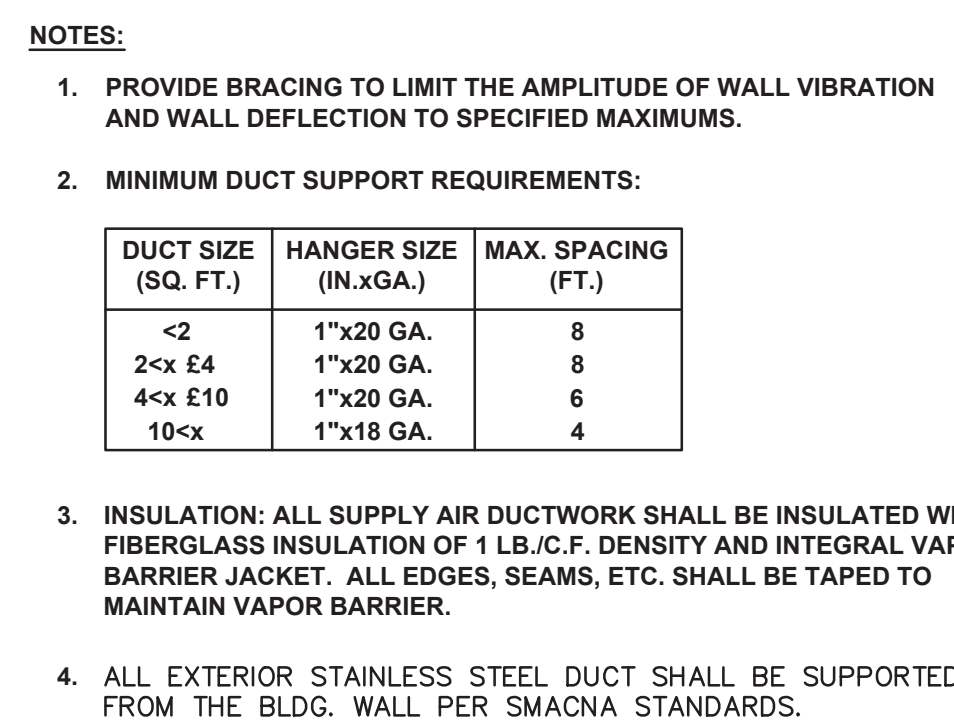 NOTES:
1. PROVIDE BRACING TO LIMIT THE AMPLITUDE OF WALL VIBRATION
AND WALL DEFLECTION TO SPECIFIED MAXIMUMS.
2. MINIMUM DUCT SUPPORT REQUIREMENTS:
DUCT SIZE HANGER SIZE MAX. SPACING
(SQ. FT.) (IN.xGA.) (FT.)
<2 1"x20 GA. 8
2<x £4 1"x20 GA. 8
4<x £10 1"x20 GA. 6
10<x 1"x18 GA. 4
3. INSULATION: ALL SUPPLY AIR DUCTWORK SHALL BE INSULATED
FIBERGLASS INSULATION OF 1 LB./C.F. DENSITY AND INTEGRAL
BARRIER JACKET. ALL EDGES, SEAMS, ETC. SHALL BE TAPED TO
MAINTAIN VAPOR BARRIER.
4. ALL EXTERIOR STAINLESS STEEL DUCT SHALL BE SUPPORTED
FROM THE BLDG. WALL PER SMACNA STANDARDS.